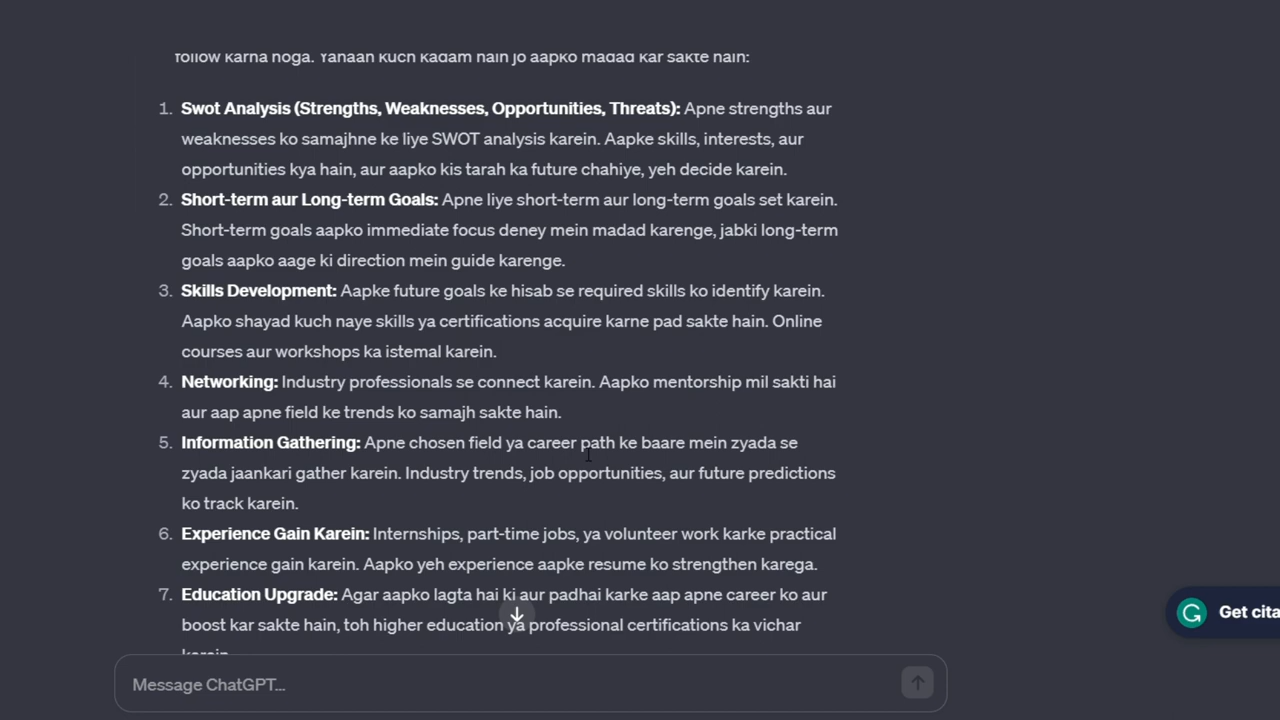 follow karna hoga. Yahaan kuch kadam hain jo aapko madad kar sakte hain:
1. Swot Analysis (Strengths, Weaknesses, Opportunities, Threats): Apne strengths aur
weaknesses ko samajhne ke liye SWOT analysis karein. Aapke skills, interests, aur
opportunities kya hain, aur aapko kis tarah ka future chahiye, yeh decide karein.
2. Short-term aur Long-term Goals: Apne liye short-term aur long-term goals set karein.
Short-term goals aapko immediate focus deney mein madad karenge, jabki long-term
goals aapko aage ki direction mein guide karenge.
3. Skills Development: Aapke future goals ke hisab se required skills ko identify karein.
Aapko shayad kuch naye skills ya certifications acquire karne pad sakte hain. Online
courses aur workshops ka istemal karein.
4. Networking: Industry professionals se connect karein. Aapko mentorship mil sakti hai
aur aap apne field ke trends ko samajh sakte hain.
5. Information Gathering: Apne chosen field ya career path ke baare mein zyada se
zyada jaankari gather karein. Industry trends, job opportunities, aur future predictions
ko track karein.
6. Experience Gain Karein: Internships, part-time jobs, ya volunteer work karke practical
experience gain karein. Aapko yeh experience aapke resume ko strengthen karega.
7. Education Upgrade: Agar aapko lagta hai ki aur padhai karke aap apne career ko aur
boost kar sakte hain, toh higher education ya professional certifications ka vichar
karein.
Get cita
Message ChatGPT...